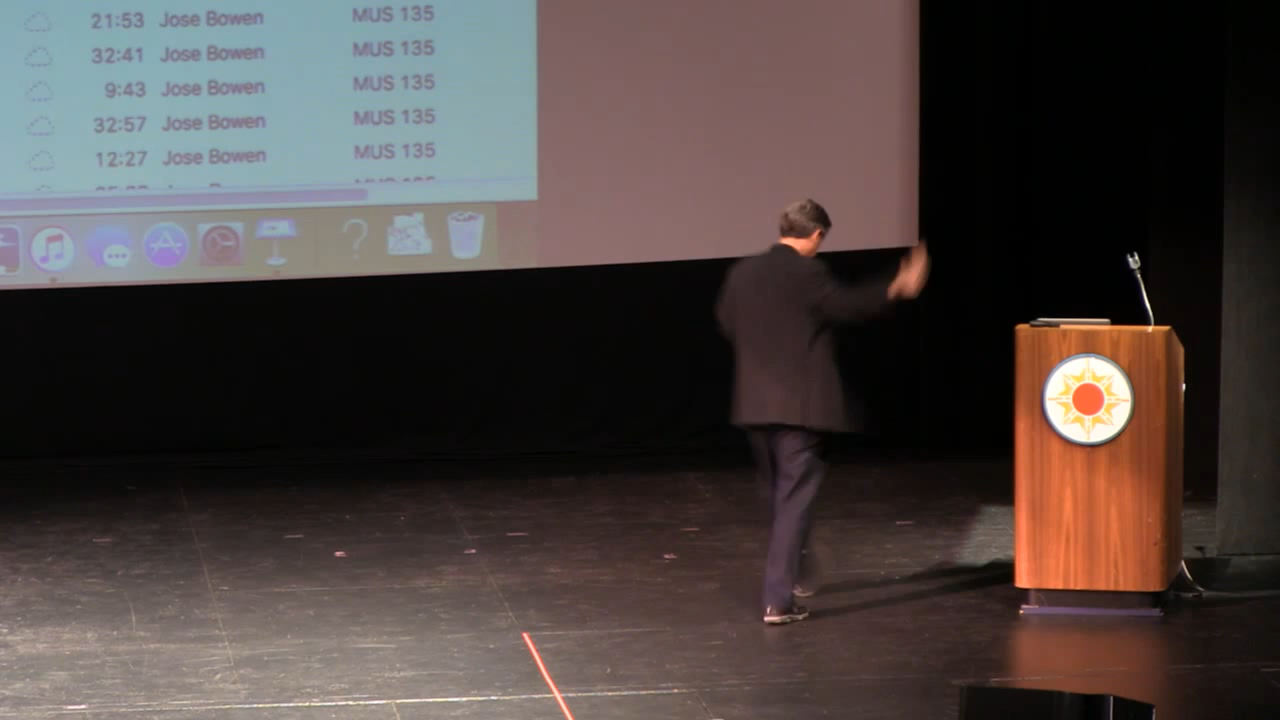 21:53 Jose Bowen MUS 135
32:41 Jose Bowen MUS 135
9:43 Jose Bowen MUS 135
32:57 Jose Bowen MUS 135
12:27 Jose Bowen MUS 135
?